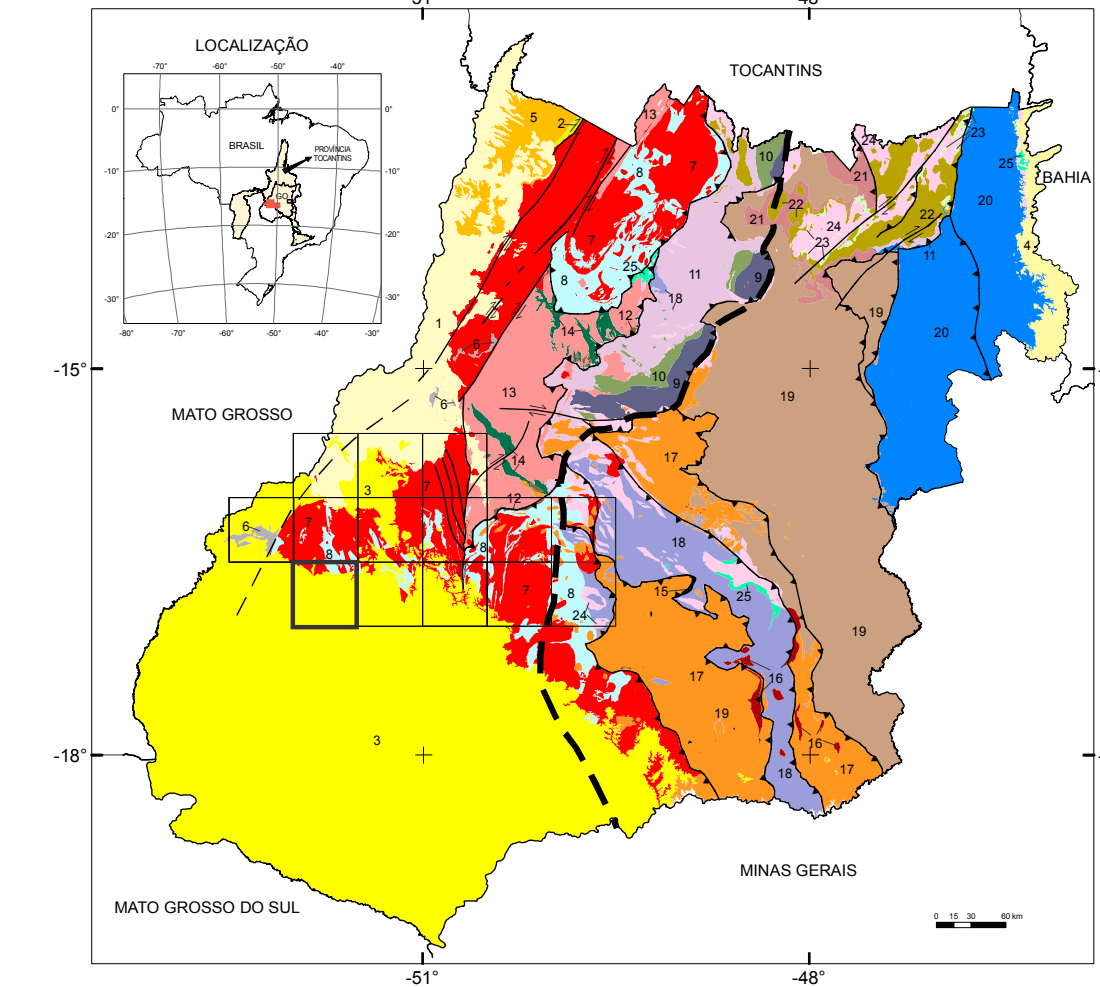 51°
48°
LOCALIZAÇÃO
-70° -60° -50° -40°
0° 0°
BRASIL
PROVÍNCIA
TOCANTINS
-10° -10°
GO
-20° -20°
-30° -30°
-80° -70° -60° -50° -40° -30°
TOCANTINS
BAHIA
MATO GROSSO
MINAS GERAIS
MATO GROSSO DO SUL
-15°
-18°
5 2 13 8 7 10 24 23
21 25 20
22 21 22
7 24 23 4
8 25 11 9 11
18
1 12 19
14 20
6
10 9
13 19
6
17
14
3 7
12
6 7 18
8 8
15 25
7 8
24
19
17 16
19
3 16
18 17
0 15 30 60 km
-51° -48°